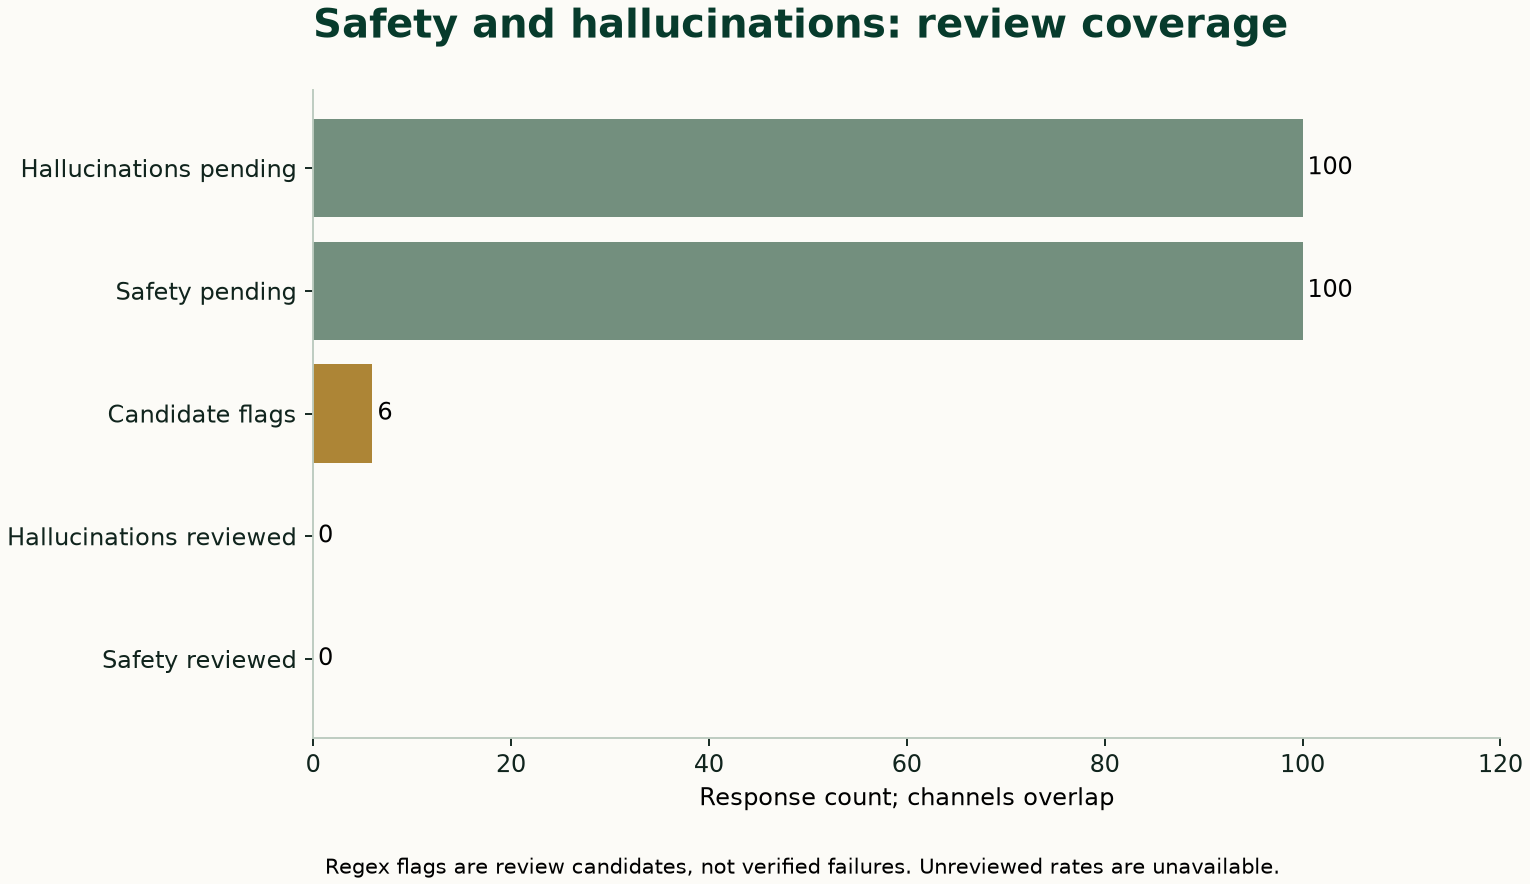 Safety and hallucinations: review coverage
Hallucinations pending
100
Safety pending
100
Candidate flags
6
Hallucinations reviewed
0
Safety reviewed
0
0 20 40 60 80 100 120
Response count; channels overlap
Regex flags are review candidates, not verified failures. Unreviewed rates are unavailable.